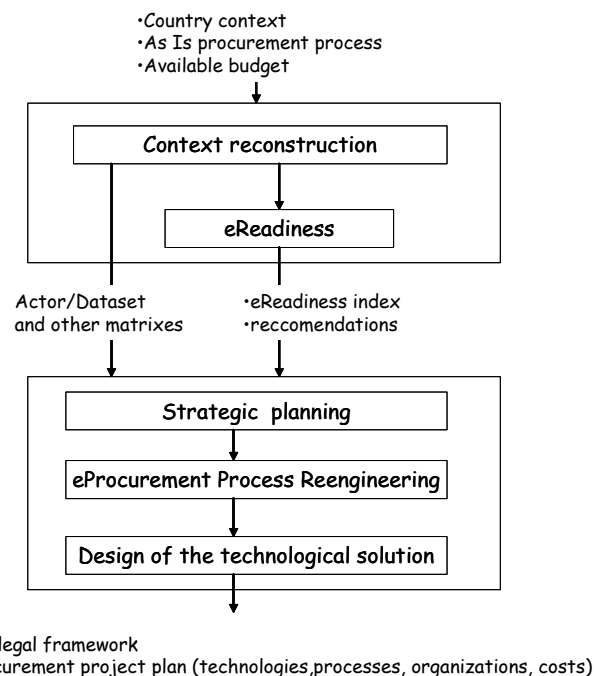 •Country context
•As Is procurement process
•Available budget
Context reconstruction
eReadiness
Actor/Dataset
and other matrixes
•eReadiness index
•reccomendations
Strategic planning
eProcurement Process Reengineering
Design of the technological solution
legal framework
project plan (technologies,processes, organizations, costs)